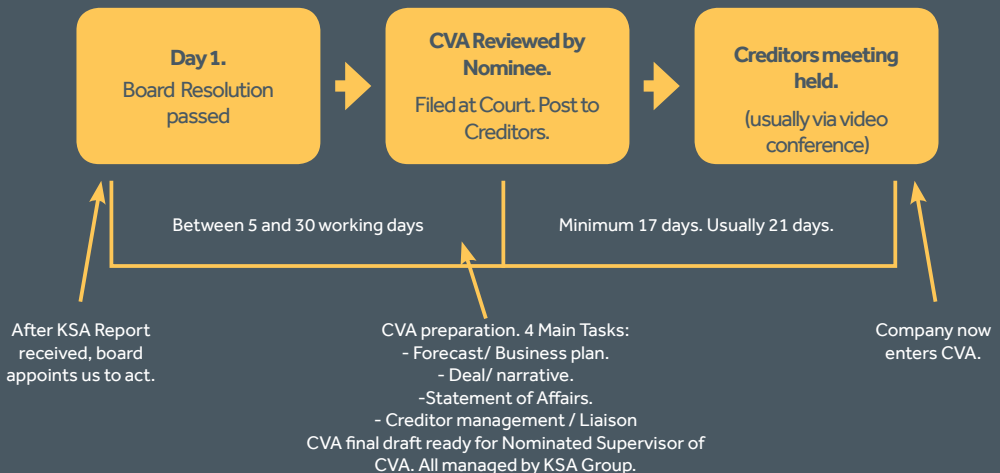 Day 1.
Board Resolution
passed
CVA Reviewed by
Nominee.
Filed at Court. Post to
Creditors.
Creditors meeting
held.
(usually via video
conference)
Between 5 and 30 working days
Minimum 17 days. Usually 21 days.
After KSA Report
received, board
appoints us to act.
CVA preparation. 4 Main Tasks:
- Forecast/ Business plan.
- Deal/ narrative.
-Statement of Affairs.
- Creditor management / Liaison
CVA final draft ready for Nominated Supervisor of
CVA. All managed by KSA Group.
Company now
enters CVA.